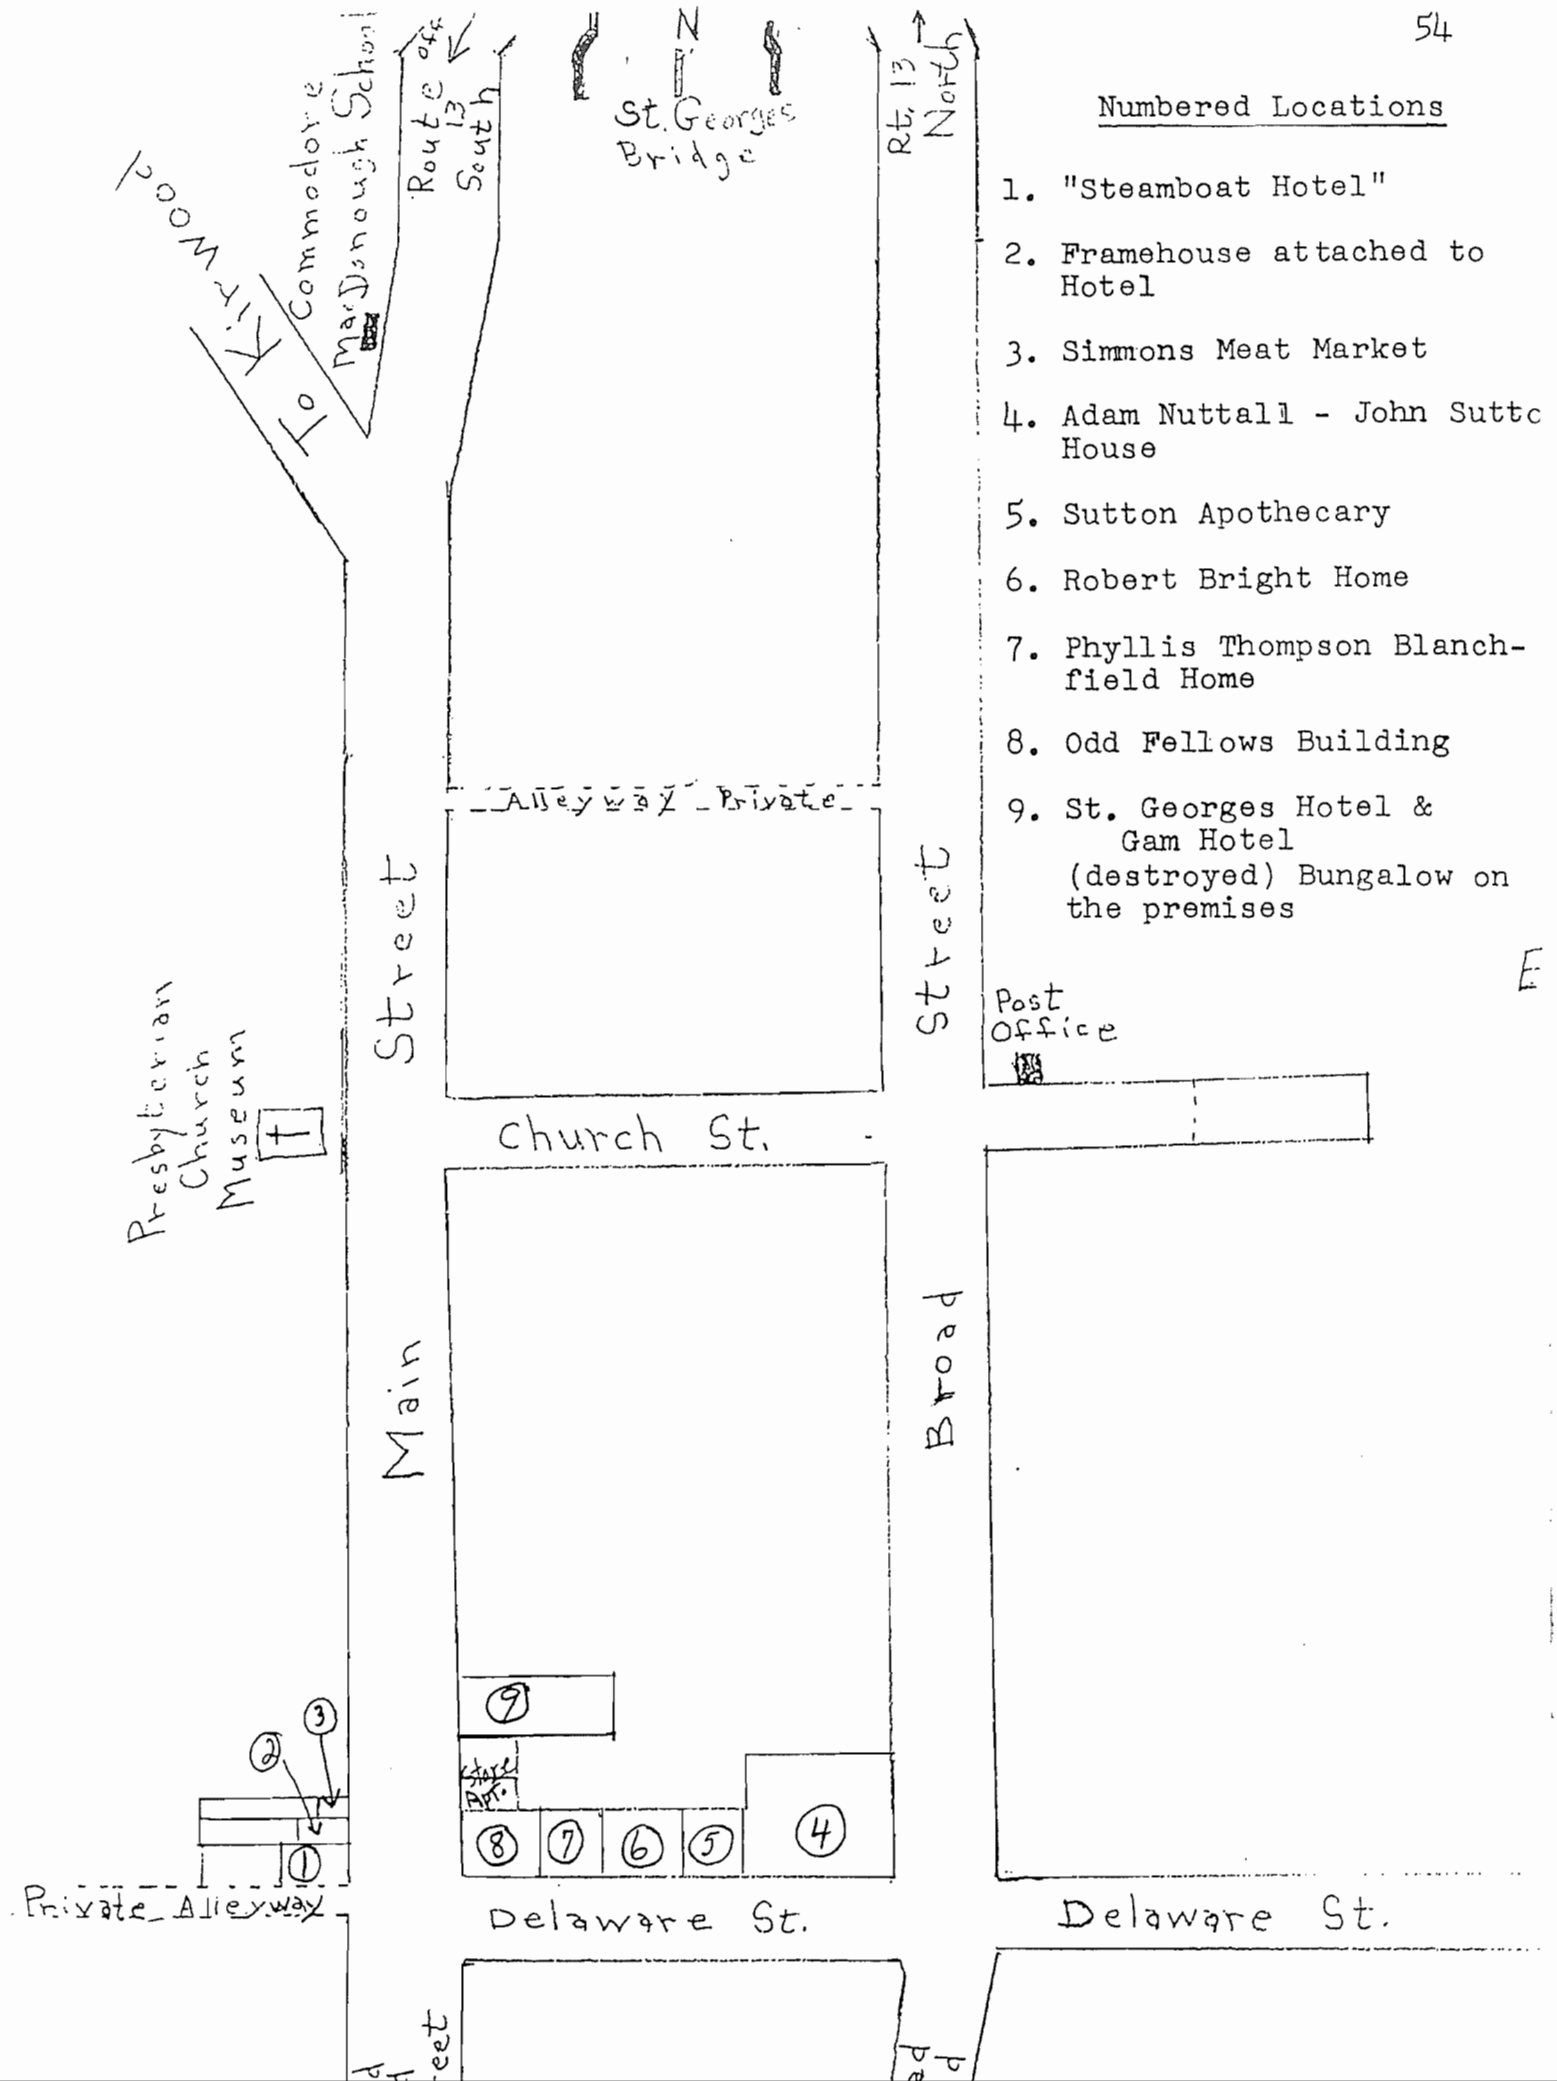 54
Numbered Locations
1. "Steamboat Hotel"
2. Framehouse attached to
Hotel
3. Simmons Meat Market
4. Adam Nuttall - John Sutto
House
5. Sutton Apothecary
6. Robert Bright Home
7. Phyllis Thompson Blanch-
field Home
8. Odd Fellows Building
9. St. Georges Hotel &
Gam Hotel
(destroyed) Bungalow on
the premises
N
St. Georges
Bridge
Rt. 13
North
Route
13
South
off
Commodore
MacDonough School
To Kirwood
Alleyway Private
Street
Street
E
Post
Office
Presbyterian
Church
Museum
Church St.
Main
Broad
9
3
2
Store
Apt.
8
7
6
5
4
1
Private Alleyway
Delaware St.
Delaware St.